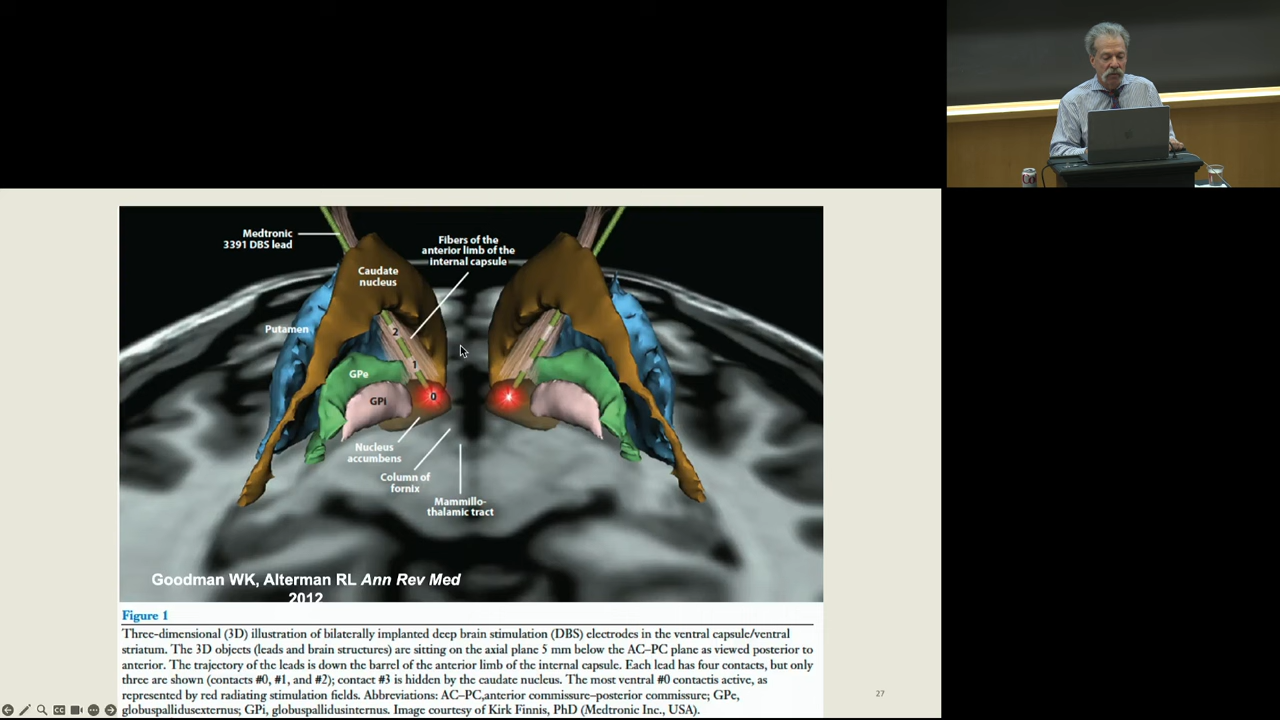 Medtronic
3391 DBS lead
Fibers of the
anterior limb of the
internal capsule
Caudate
nucleus
2
Putamen
1
GPe
0
GPi
Nucleus
accumbens
Column of
fornix
Mammillo-
thalamic tract
Goodman WK, Alterman RL Ann Rev Med
2012
Figure 1
Three-dimensional (3D) illustration of bilaterally implanted deep brain stimulation (DBS) electrodes in the ventral capsule/ventral
striatum. The 3D objects (leads and brain structures) are sitting on the axial plane 5 mm below the AC–PC plane as viewed posterior to
anterior. The trajectory of the leads is down the barrel of the anterior limb of the internal capsule. Each lead has four contacts, but only
three are shown (contacts #0, #1, and #2); contact #3 is hidden by the caudate nucleus. The most ventral #0 contactis active, as
represented by red radiating stimulation fields. Abbreviations: AC–PC,anterior commissure–posterior commissure; GPe,
globuspallidusexternus; GPi, globuspallidusinternus. Image courtesy of Kirk Finnis, PhD (Medtronic Inc., USA).
27
CC